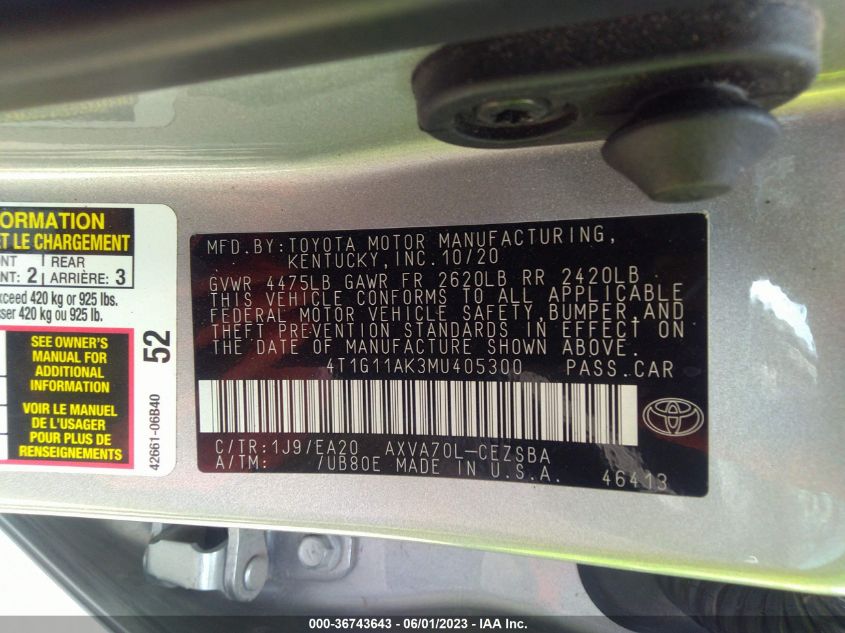 ORMATION
ET LE CHARGEMENT
NT 2 | REAR
NT: | ARRIÈRE: 3
xceed 420 kg or 925 lbs.
sser 420 kg ou 925 lb.
SEE OWNER'S
MANUAL FOR
ADDITIONAL
INFORMATION
VOIR LE MANUEL
DE L'USAGER
POUR PLUS DE
RENSEIGNEMENTS
52
42661-06B40
MFD.BY:TOYOTA MOTOR MANUFACTURING,
KENTUCKY,INC.10/20
GVWR 4475LB GAWR FR 2620LB RR 2420LB
THIS VEHICLE CONFORMS TO ALL APPLICABLE
FEDERAL MOTOR VEHICLE SAFETY,BUMPER,AND
THEFT PREVENTION STANDARDS IN EFFECT ON
THE DATE OF MANUFACTURE SHOWN ABOVE.
4T1G11AK3MU405300 PASS.CAR
C/TR:1J9/EA20 AXVA70L-CEZSBA
A/TM: /UB80E MADE IN U.S.A. 46413
000-36743643 / 06/01/2023 - IAA Inc.